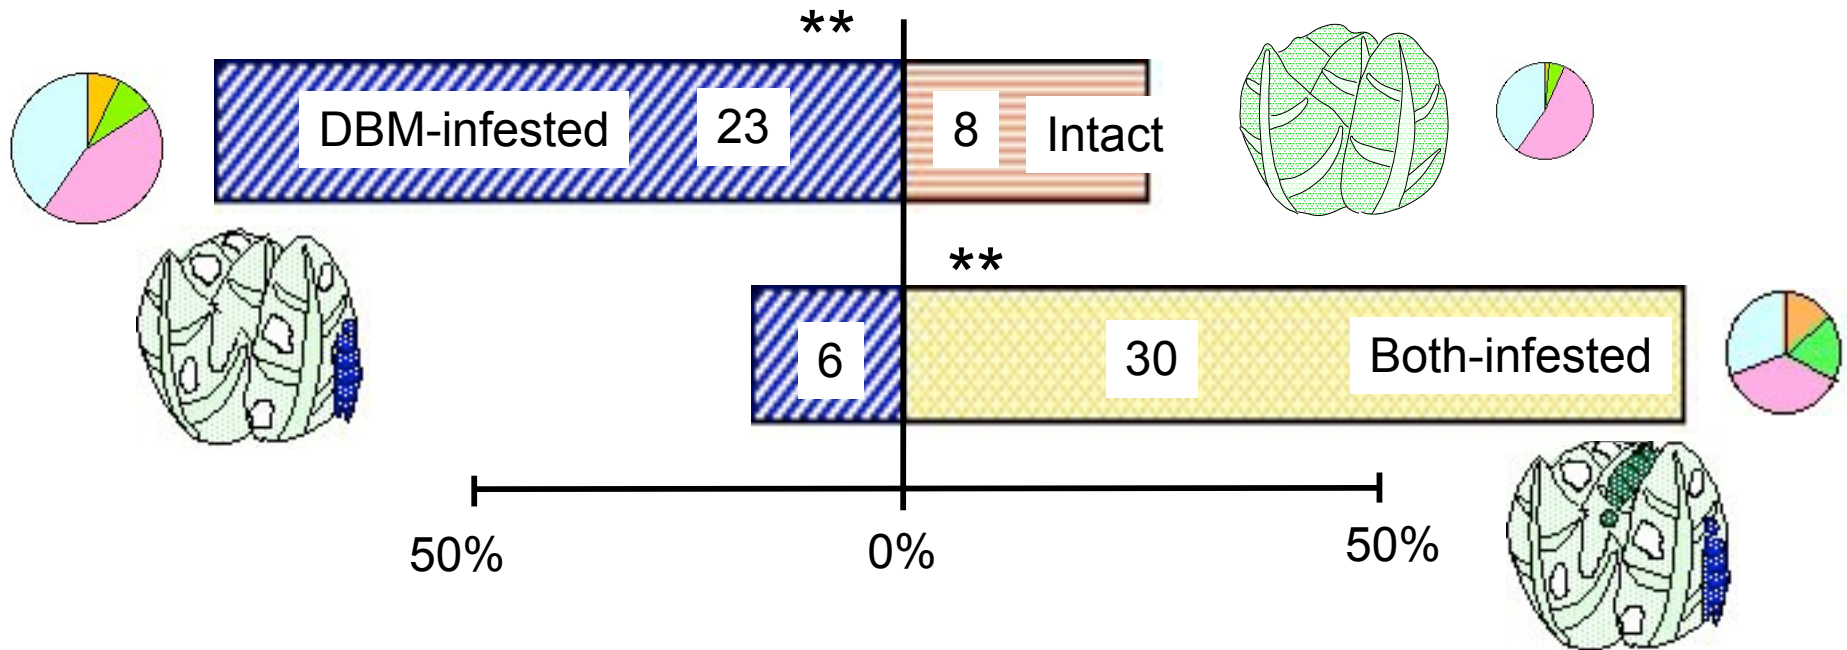 **
DBM-infested 23 8 Intact
**
6 30 Both-infested
50% 0% 50%